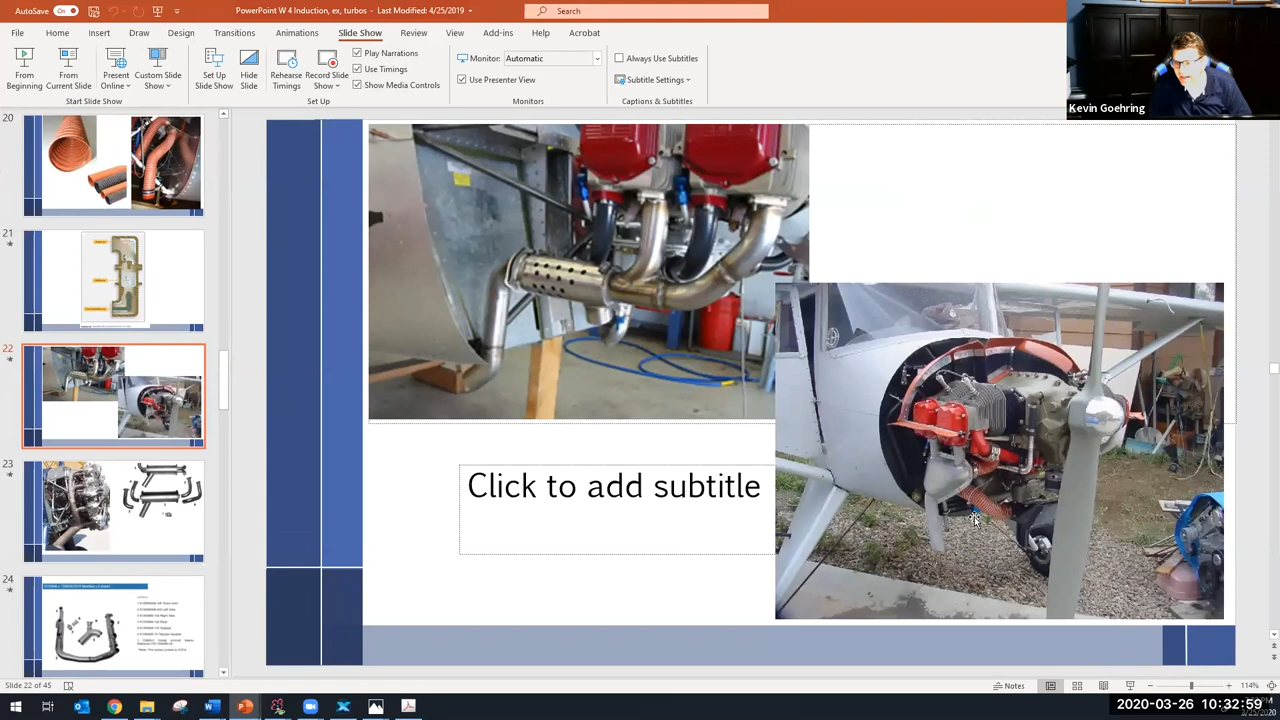 AutoSave On PowerPoint W 4 Induction, ex, turbos - Last Modified: 4/25/2019 Search
File Home Insert Draw Design Transitions Animations Slide Show Review View Add-ins Help Acrobat
From Beginning
From Current Slide
Present Online
Custom Slide Show
Set Up Slide Show
Hide Slide
Rehearse Timings
Record Slide Show
Play Narrations
Use Timings
Show Media Controls
Monitor: Automatic
Use Presenter View
Always Use Subtitles
Subtitle Settings
Start Slide Show Set Up Monitors Captions & Subtitles
Kevin Goehring
20
21
22
23
24
Click to add subtitle
Slide 22 of 45 Notes 114%
2020-03-26 10:32:59